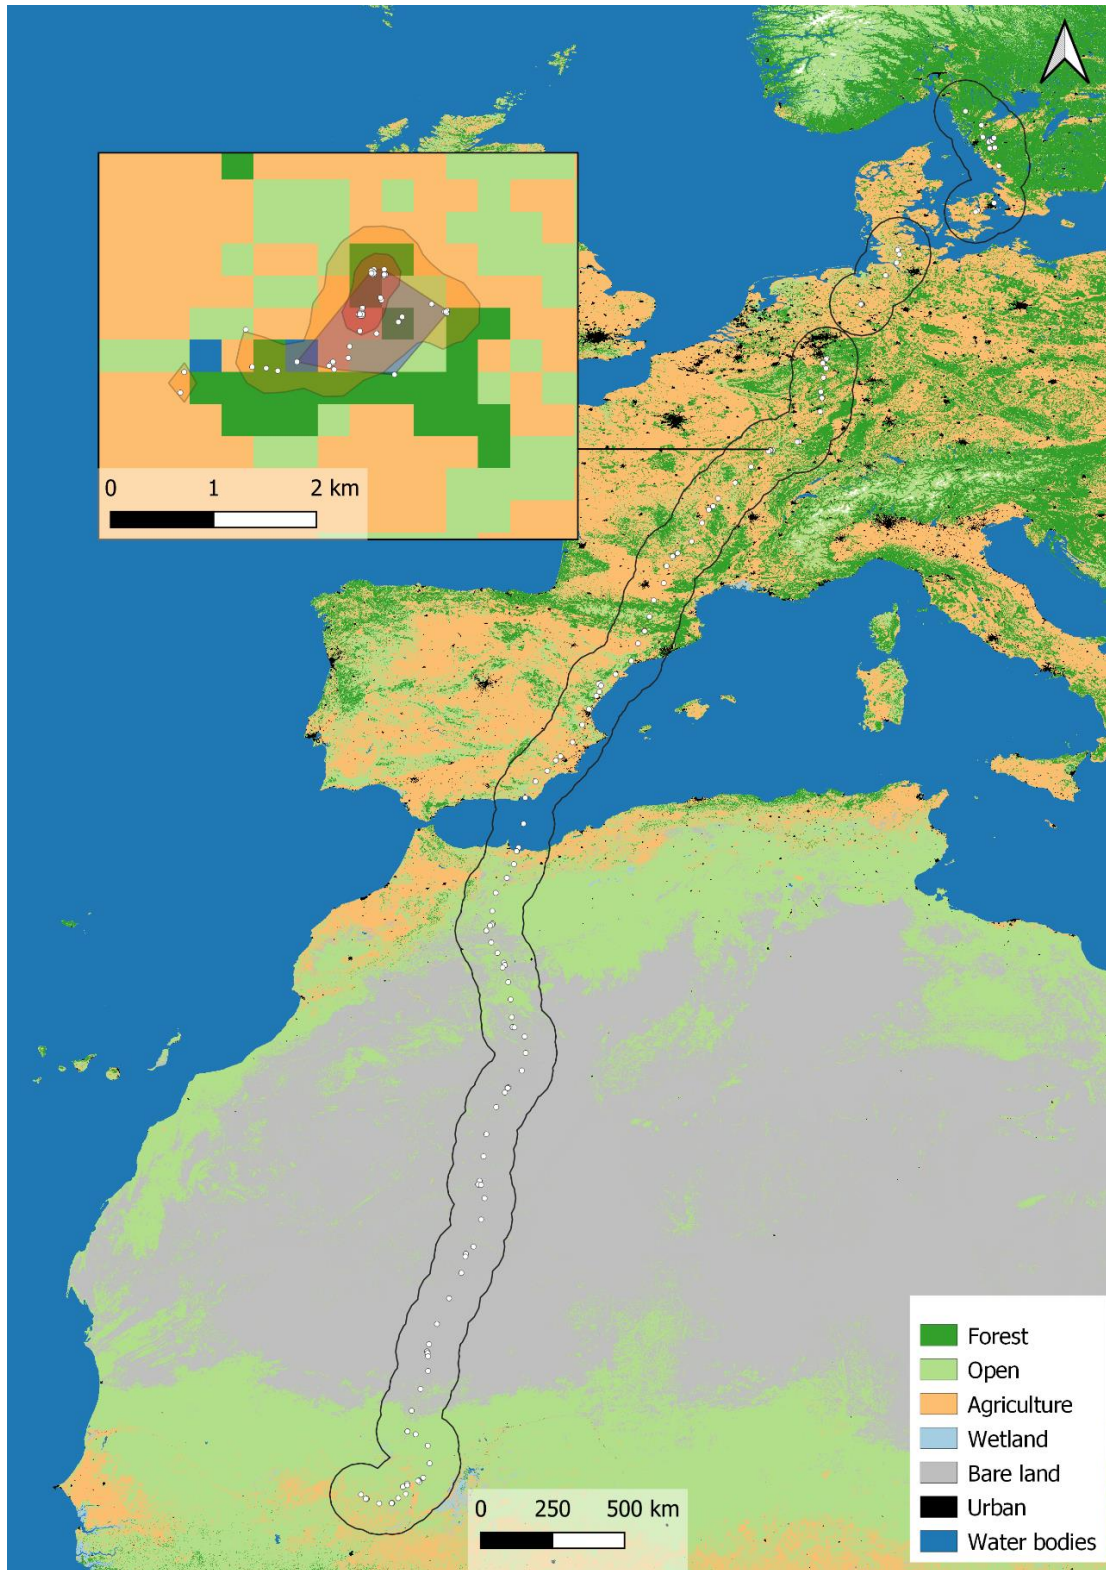 0 1 2 km
Forest
Open
Agriculture
Wetland
Bare land
Urban
Water bodies
0 250 500 km